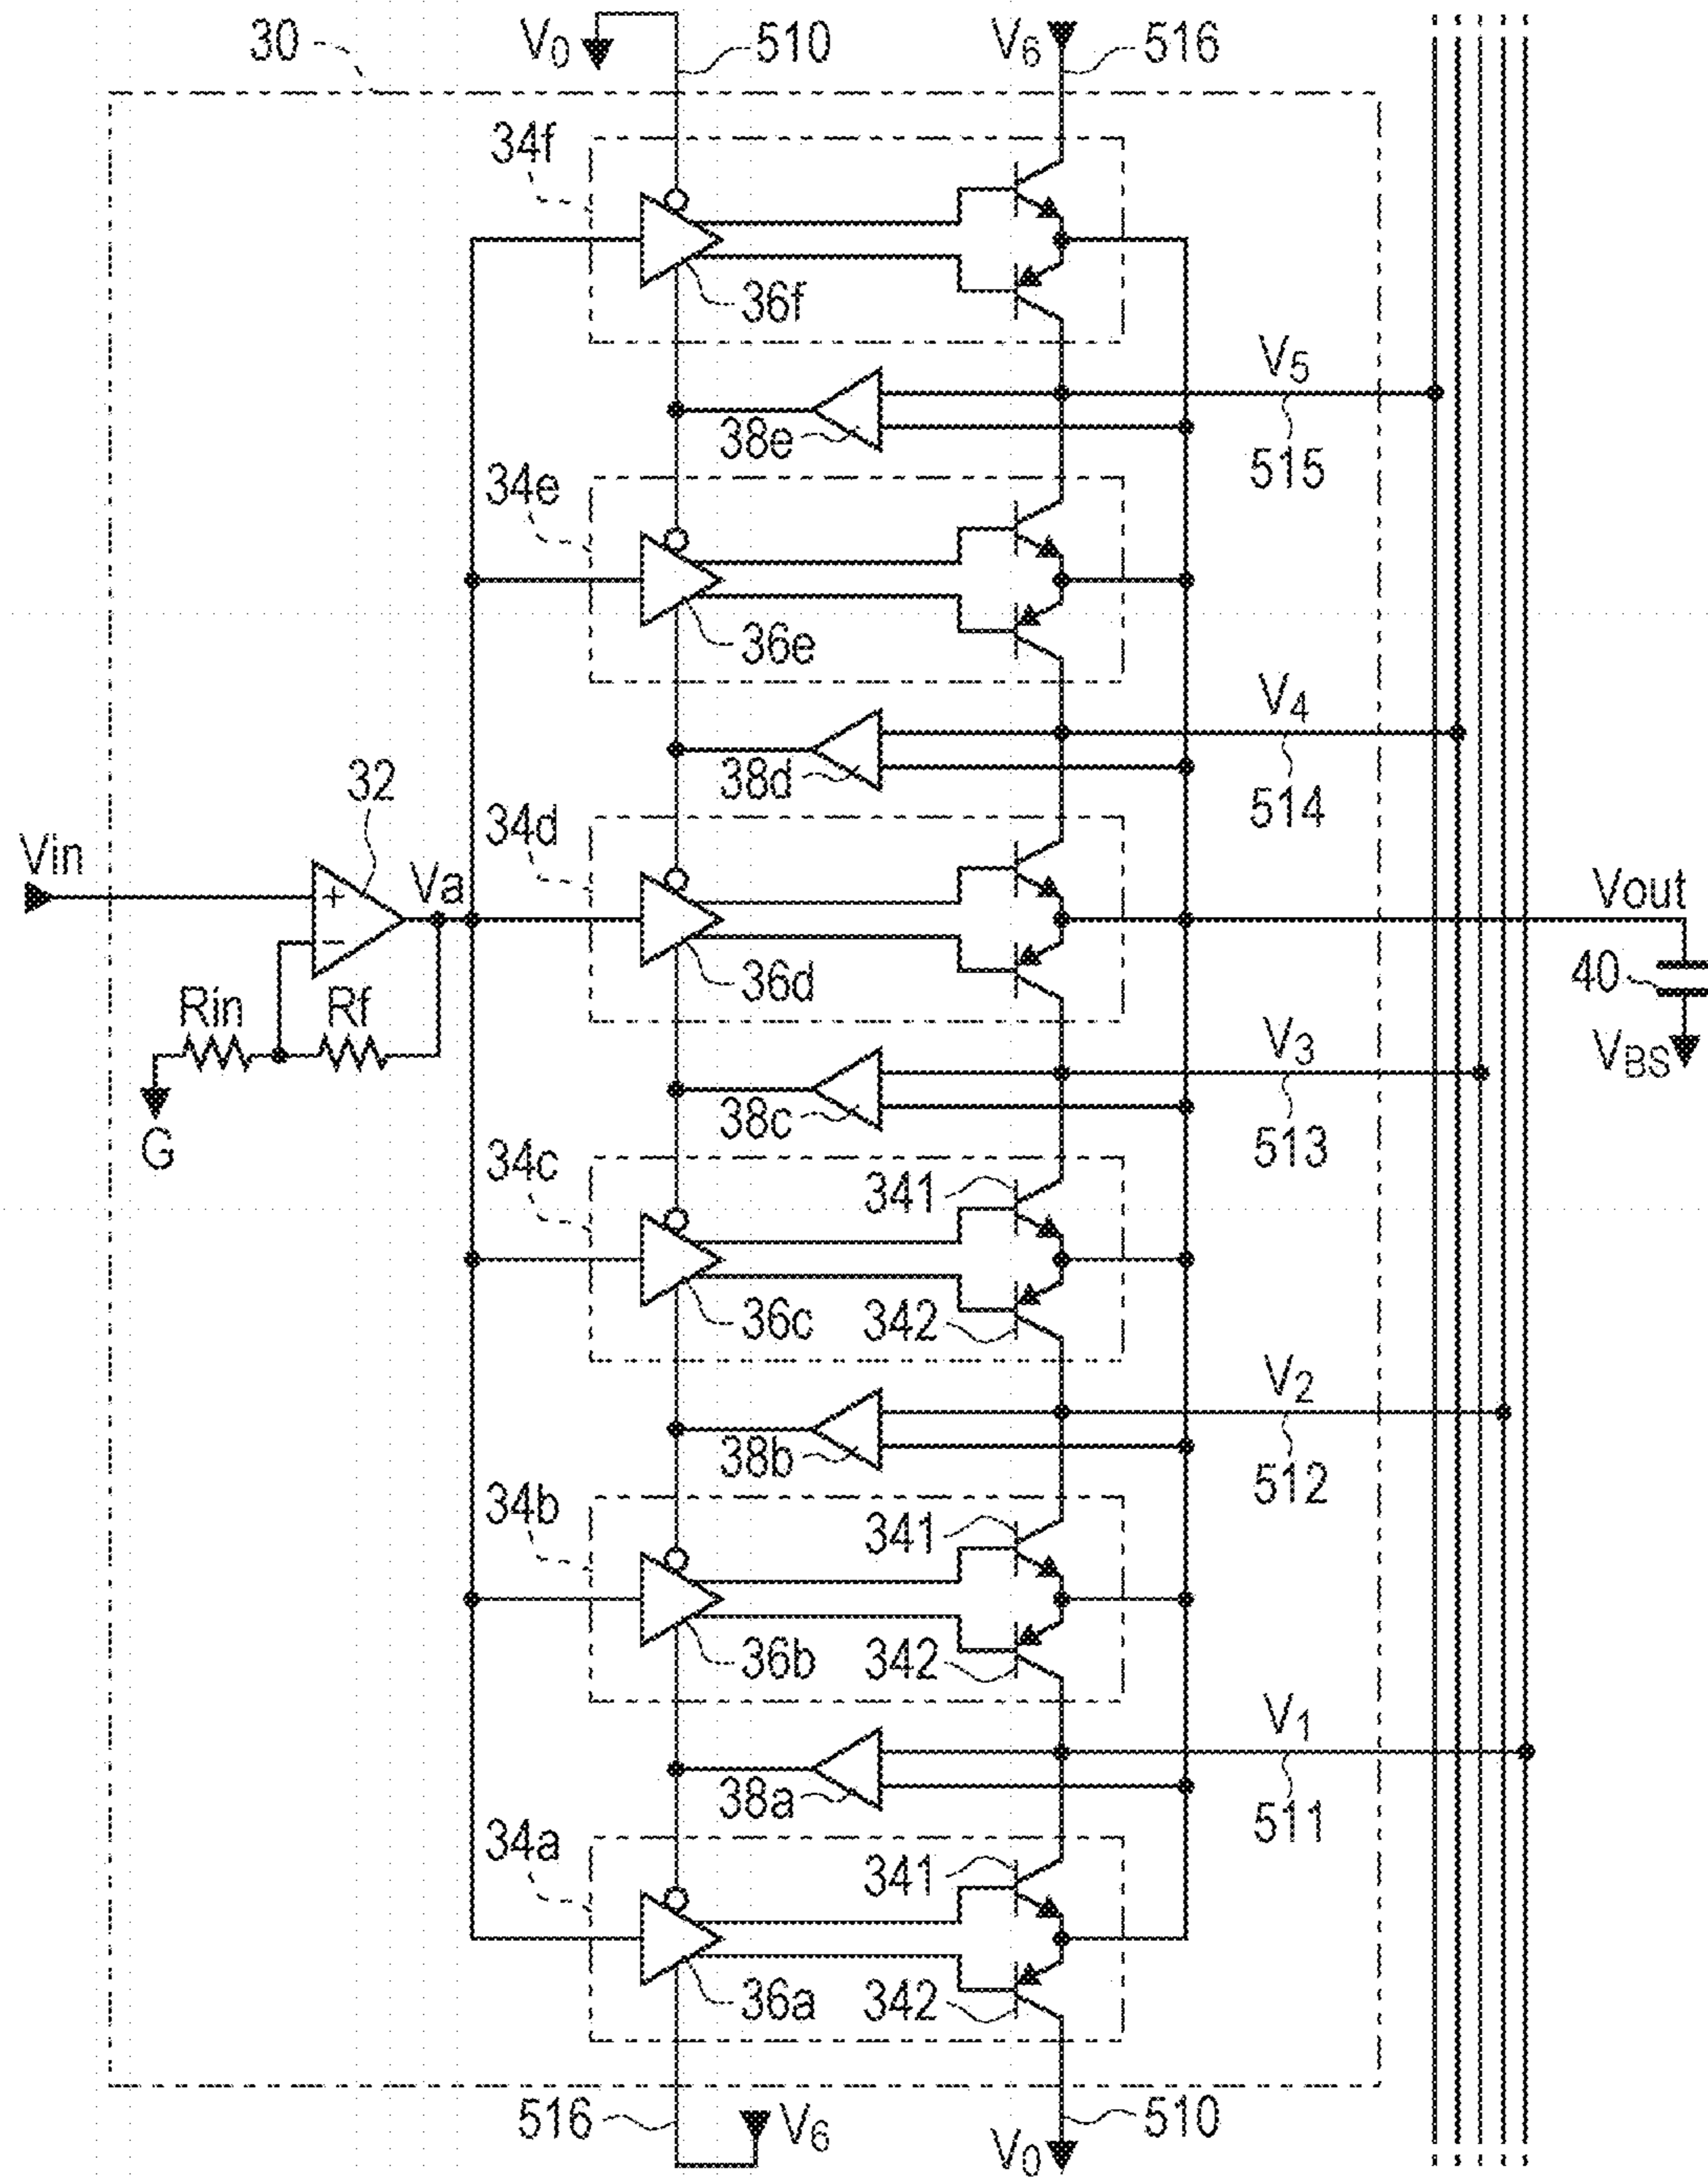 30
V0
510
V6
516
34f
36f
V5
38e
515
34e
36e
V4
38d
514
32
34d
Vin
Va
+
−
Vout
36d
40
Rin
Rf
V3
VBS
38c
513
G
34c
341
36c
342
V2
38b
512
34b
341
36b
342
V1
38a
511
34a
341
36a
342
516
V6
V0
510